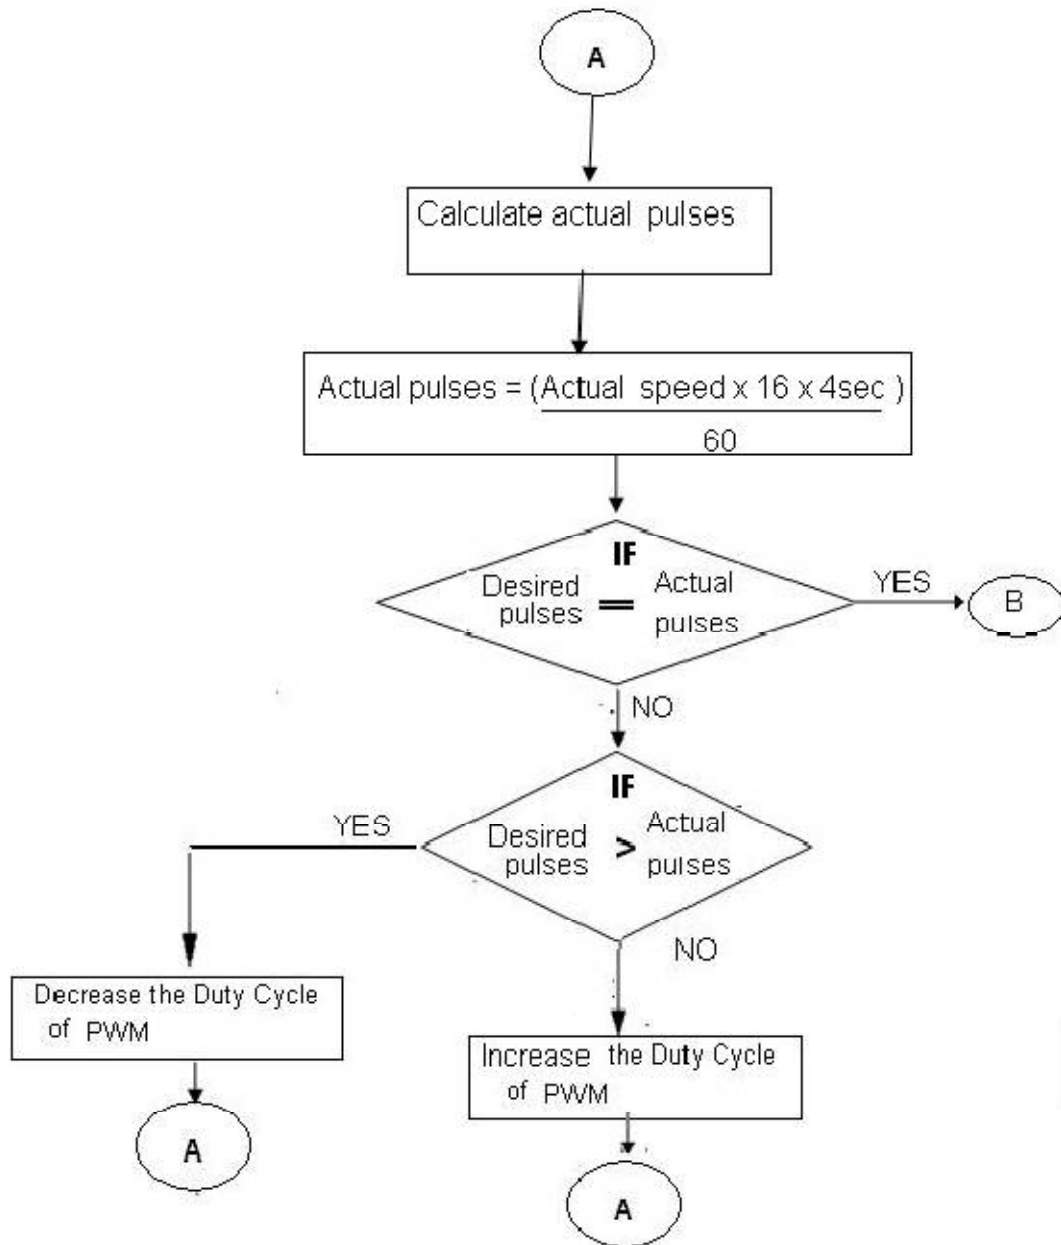 A
Calculate actual pulses
Actual pulses = (Actual speed x 16 x 4sec )
60
IF
Desired pulses = Actual pulses
YES
B
NO
IF
Desired pulses > Actual pulses
YES
NO
Decrease the Duty Cycle
of PWM
Increase the Duty Cycle
of PWM
A
A